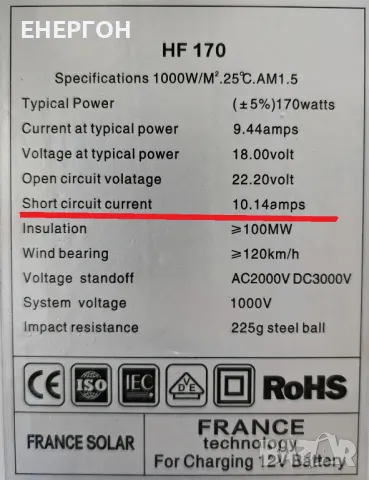 ЕНЕРГОН
HF 170
Specifications 1000W/M².25℃.AM1.5
Typical Power (±5%)170watts
Current at typical power 9.44amps
Voltage at typical power 18.00volt
Open circuit volatage 22.20volt
Short circuit current 10.14amps
Insulation ≥100MW
Wind bearing ≥120km/h
Voltage standoff AC2000V DC3000V
System voltage 1000V
Impact resistance 225g steel ball
CE ISO IEC VDE RoHS
FRANCE SOLAR
FRANCE
technology
For Charging 12V Battery